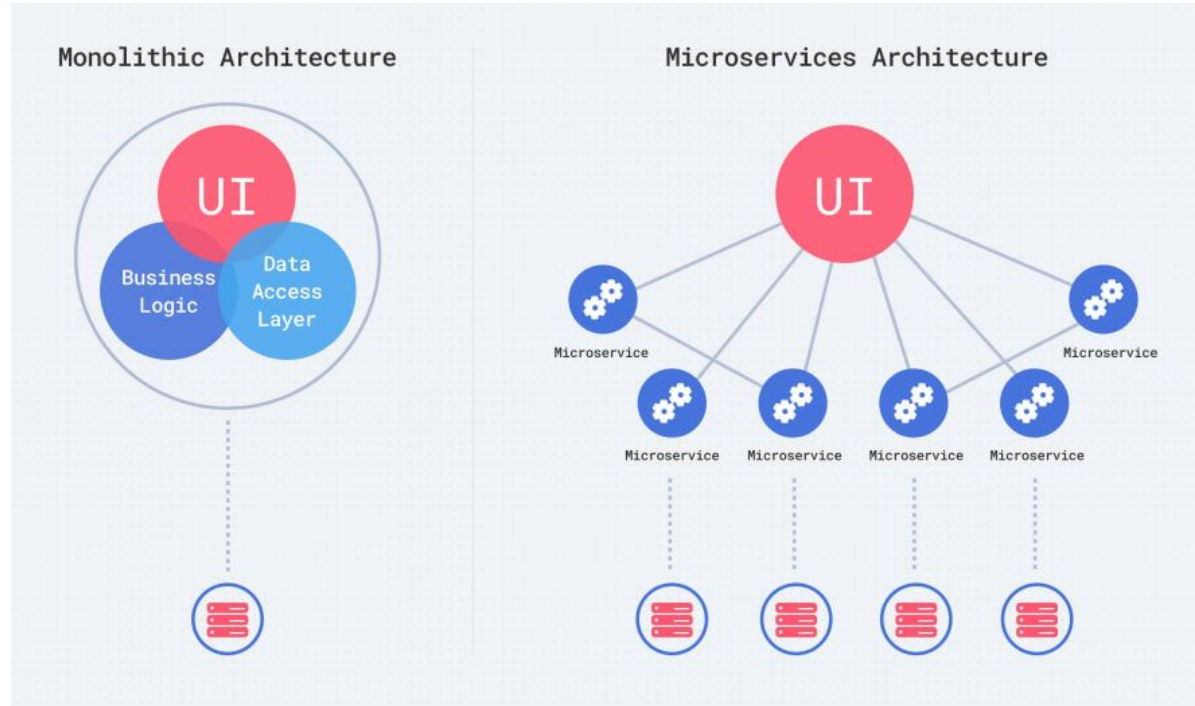 Monolithic Architecture
Microservices Architecture
UI
Business
Logic
Data
Access
Layer
UI
Microservice
Microservice
Microservice
Microservice
Microservice
Microservice